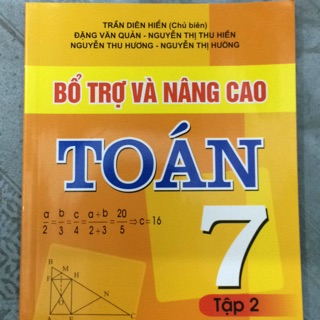 TRẦN DIÊN HIỂN (Chủ biên)
ĐẶNG VĂN QUẢN - NGUYỄN THỊ THU HIỀN
NGUYỄN THU HƯƠNG - NGUYỄN THỊ HƯỜNG
BỔ TRỢ VÀ NÂNG CAO
TOÁN
a/2 = b/3 = c/4 = a+b/2+3 = 20/5 ⇒ c=16
7
B
M
F
N
A
E
C
Tập 2